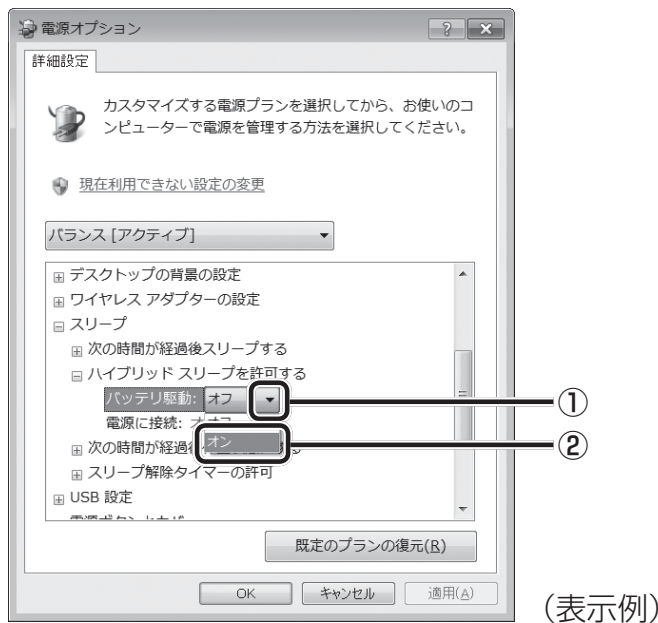 電源オプション
詳細設定
カスタマイズする電源プランを選択してから、お使いのコ
ンピューターで電源を管理する方法を選択してください。
現在利用できない設定の変更
バランス [アクティブ]
デスクトップの背景の設定
ワイヤレス アダプターの設定
スリープ
次の時間が経過後スリープする
ハイブリッド スリープを許可する
バッテリ駆動: オフ
①
電源に接続:
オン
②
次の時間が経過
スリープ解除タイマーの許可
USB 設定
既定のプランの復元(R)
OK キャンセル 適用(A)
(表示例)